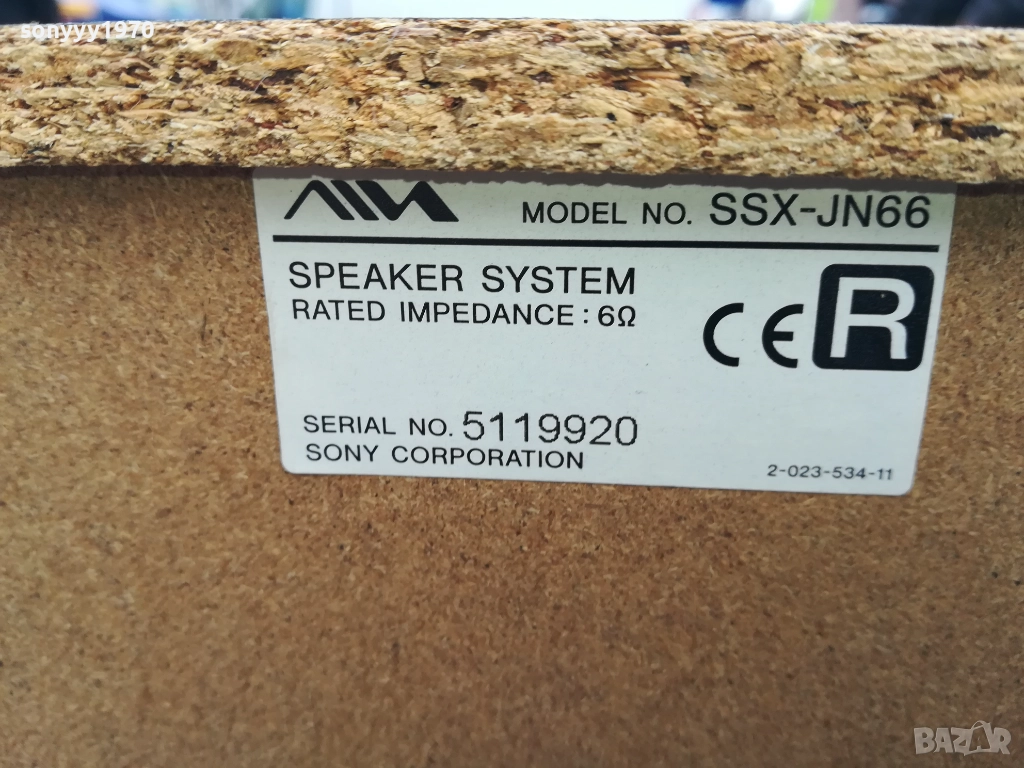 sonyyy1970
AIWA MODEL NO. SSX-JN66
SPEAKER SYSTEM
RATED IMPEDANCE : 6Ω
CE R
SERIAL NO. 5119920
SONY CORPORATION
2-023-534-11
BAZAR